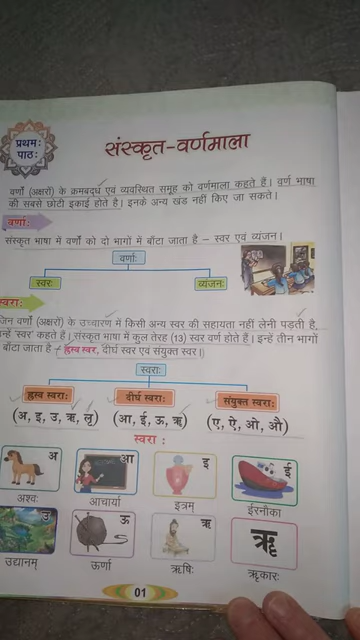 प्रथमः
पाठः
संस्कृत-वर्णमाला
वर्णों (अक्षरों) के क्रमबद्ध एवं व्यवस्थित समूह को वर्णमाला कहते हैं। वर्ण भाषा
की सबसे छोटी इकाई होते है। इनके अन्य खंड नहीं किए जा सकते।
वर्णाः
संस्कृत भाषा में वर्णों को दो भागों में बाँटा जाता है – स्वर एवं व्यंजन।
वर्णाः
स्वरः
व्यंजनः
स्वराः
जिन वर्णों (अक्षरों) के उच्चारण में किसी अन्य स्वर की सहायता नहीं लेनी पड़ती है,
उन्हें 'स्वर' कहते है। संस्कृत भाषा में कुल तेरह (13) स्वर वर्ण होते हैं। इन्हें तीन भागों
बाँटा जाता है – ह्रस्व स्वर, दीर्घ स्वर एवं संयुक्त स्वर।
स्वराः
ह्रस्व स्वराः दीर्घ स्वराः संयुक्त स्वराः
(अ, इ, उ, ऋ, लृ) (आ, ई, ऊ, ॠ) (ए, ऐ, ओ, औ)
स्वरा :
अ आ इ ई
अश्वः आचार्या इत्रम् ईरनौका
उ ऊ ऋ ॠ
उद्यानम् ऊर्णा ऋषिः ॠकारः
01